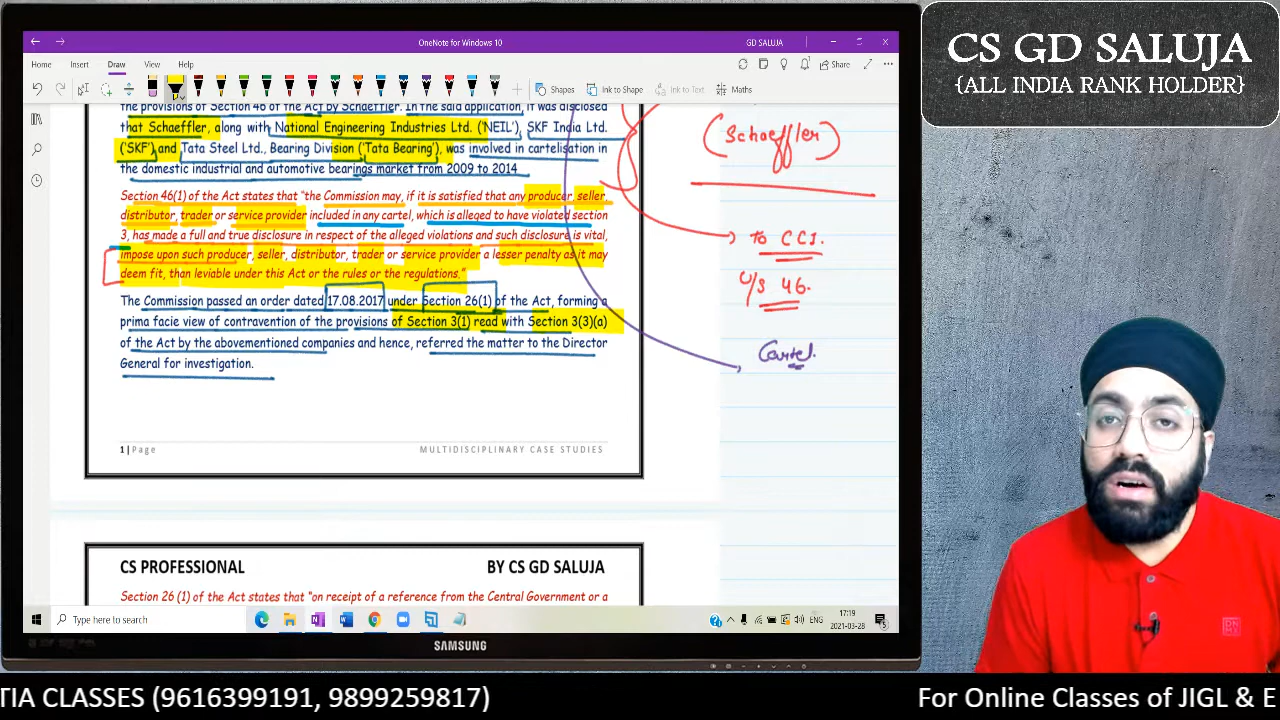 CS GD SALUJA
{ALL INDIA RANK HOLDER}
OneNote for Windows 10
GD SALUJA
Home Insert Draw View Help
Share
Shapes Ink to Shape Maths
the provisions of Section 46 of the Act by Schaeffler. In the said application, it was disclosed
that Schaeffler, along with National Engineering Industries Ltd. ('NEIL'), SKF India Ltd.
('SKF') and Tata Steel Ltd., Bearing Division ('Tata Bearing'), was involved in cartelisation in
the domestic industrial and automotive bearings market from 2009 to 2014
Section 46(1) of the Act states that "the Commission may, if it is satisfied that any producer, seller,
distributor, trader or service provider included in any cartel, which is alleged to have violated section
3, has made a full and true disclosure in respect of the alleged violations and such disclosure is vital,
impose upon such producer, seller, distributor, trader or service provider a lesser penalty as it may
deem fit, than leviable under this Act or the rules or the regulations."
The Commission passed an order dated 17.08.2017 under Section 26(1) of the Act, forming a
prima facie view of contravention of the provisions of Section 3(1) read with Section 3(3)(a)
of the Act by the abovementioned companies and hence, referred the matter to the Director
General for investigation.
1 | Page
MULTIDISCIPLINARY CASE STUDIES
(Schaeffler)
to CCI.
U/S 46.
Cartel.
CS PROFESSIONAL
BY CS GD SALUJA
Section 26 (1) of the Act states that "on receipt of a reference from the Central Government or a
Type here to search
ENG
17:19
2021-03-28
SAMSUNG
TIA CLASSES (9616399191, 9899259817)
For Online Classes of JIGL & E